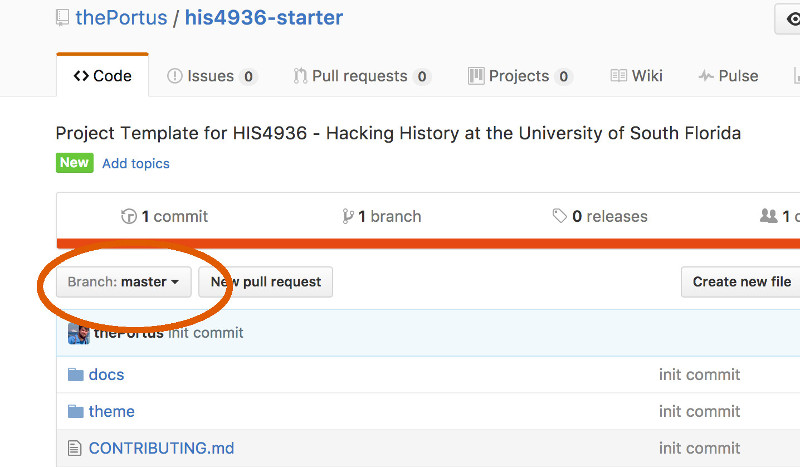 thePortus / his4936-starter
Code Issues 0 Pull requests 0 Projects 0 Wiki Pulse
Project Template for HIS4936 - Hacking History at the University of South Florida
New Add topics
1 commit 1 branch 0 releases 1
Branch: master New pull request Create new file
thePortus init commit
docs init commit
theme init commit
CONTRIBUTING.md init commit